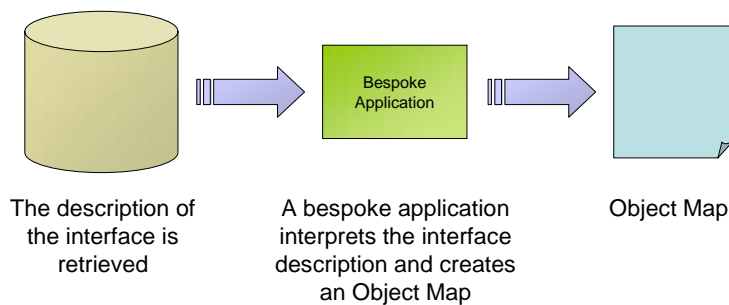 Bespoke
Application
The description of
the interface is
retrieved
A bespoke application
interprets the interface
description and creates
an Object Map
Object Map